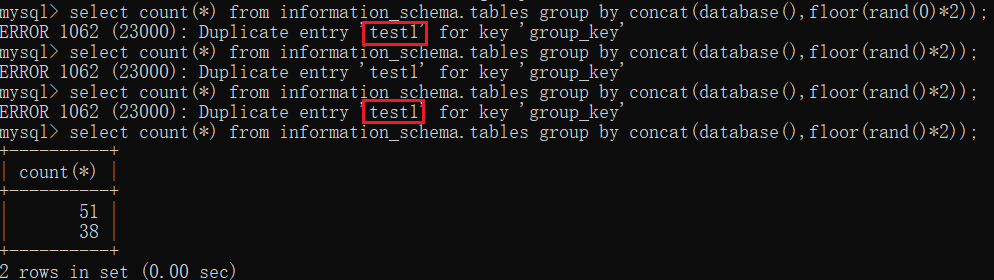 mysql> select count(*) from information_schema.tables group by concat(database(),floor(rand(0)*2));
ERROR 1062 (23000): Duplicate entry 'test1' for key 'group_key'
mysql> select count(*) from information_schema.tables group by concat(database(),floor(rand()*2));
ERROR 1062 (23000): Duplicate entry 'test1' for key 'group_key'
mysql> select count(*) from information_schema.tables group by concat(database(),floor(rand()*2));
ERROR 1062 (23000): Duplicate entry 'test1' for key 'group_key'
mysql> select count(*) from information_schema.tables group by concat(database(),floor(rand()*2));
+----------+
| count(*) |
+----------+
| 51 |
| 38 |
+----------+
2 rows in set (0.00 sec)